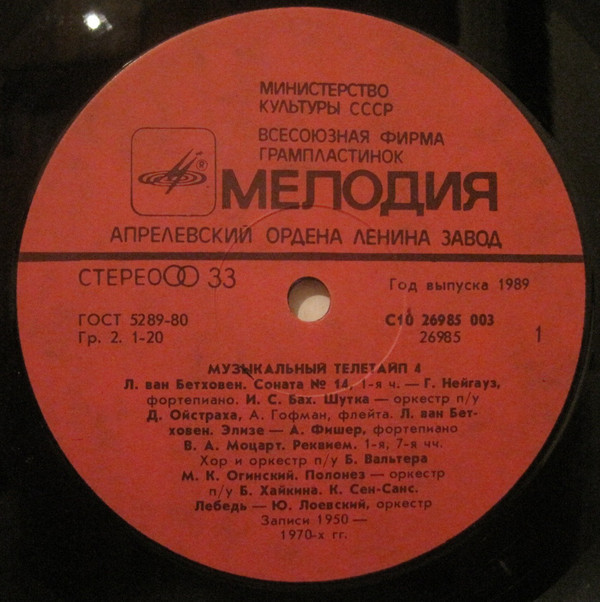 МИНИСТЕРСТВО
КУЛЬТУРЫ СССР
ВСЕСОЮЗНАЯ ФИРМА
ГРАМПЛАСТИНОК
®
МЕЛОДИЯ
АПРЕЛЕВСКИЙ ОРДЕНА ЛЕНИНА ЗАВОД
СТЕРЕО 33
Год выпуска 1989
ГОСТ 5289-80
С10 26985 003
Гр. 2. 1-20
26985
1
МУЗЫКАЛЬНЫЙ ТЕЛЕТАЙП 4
Л. ван Бетховен. Соната № 14, 1-я ч. — Г. Нейгауз,
фортепиано. И. С. Бах. Шутка — оркестр п/у
Д. Ойстраха, А. Гофман, флейта. Л. ван Бет-
ховен. Элизе — А. Фишер, фортепиано
В. А. Моцарт. Реквием. 1-я, 7-я чч.
Хор и оркестр п/у Б. Вальтера
М. К. Огинский. Полонез — оркестр
п/у Б. Хайкина. К. Сен-Санс.
Лебедь — Ю. Лоевский, оркестр
Записи 1950 —
1970-х гг.